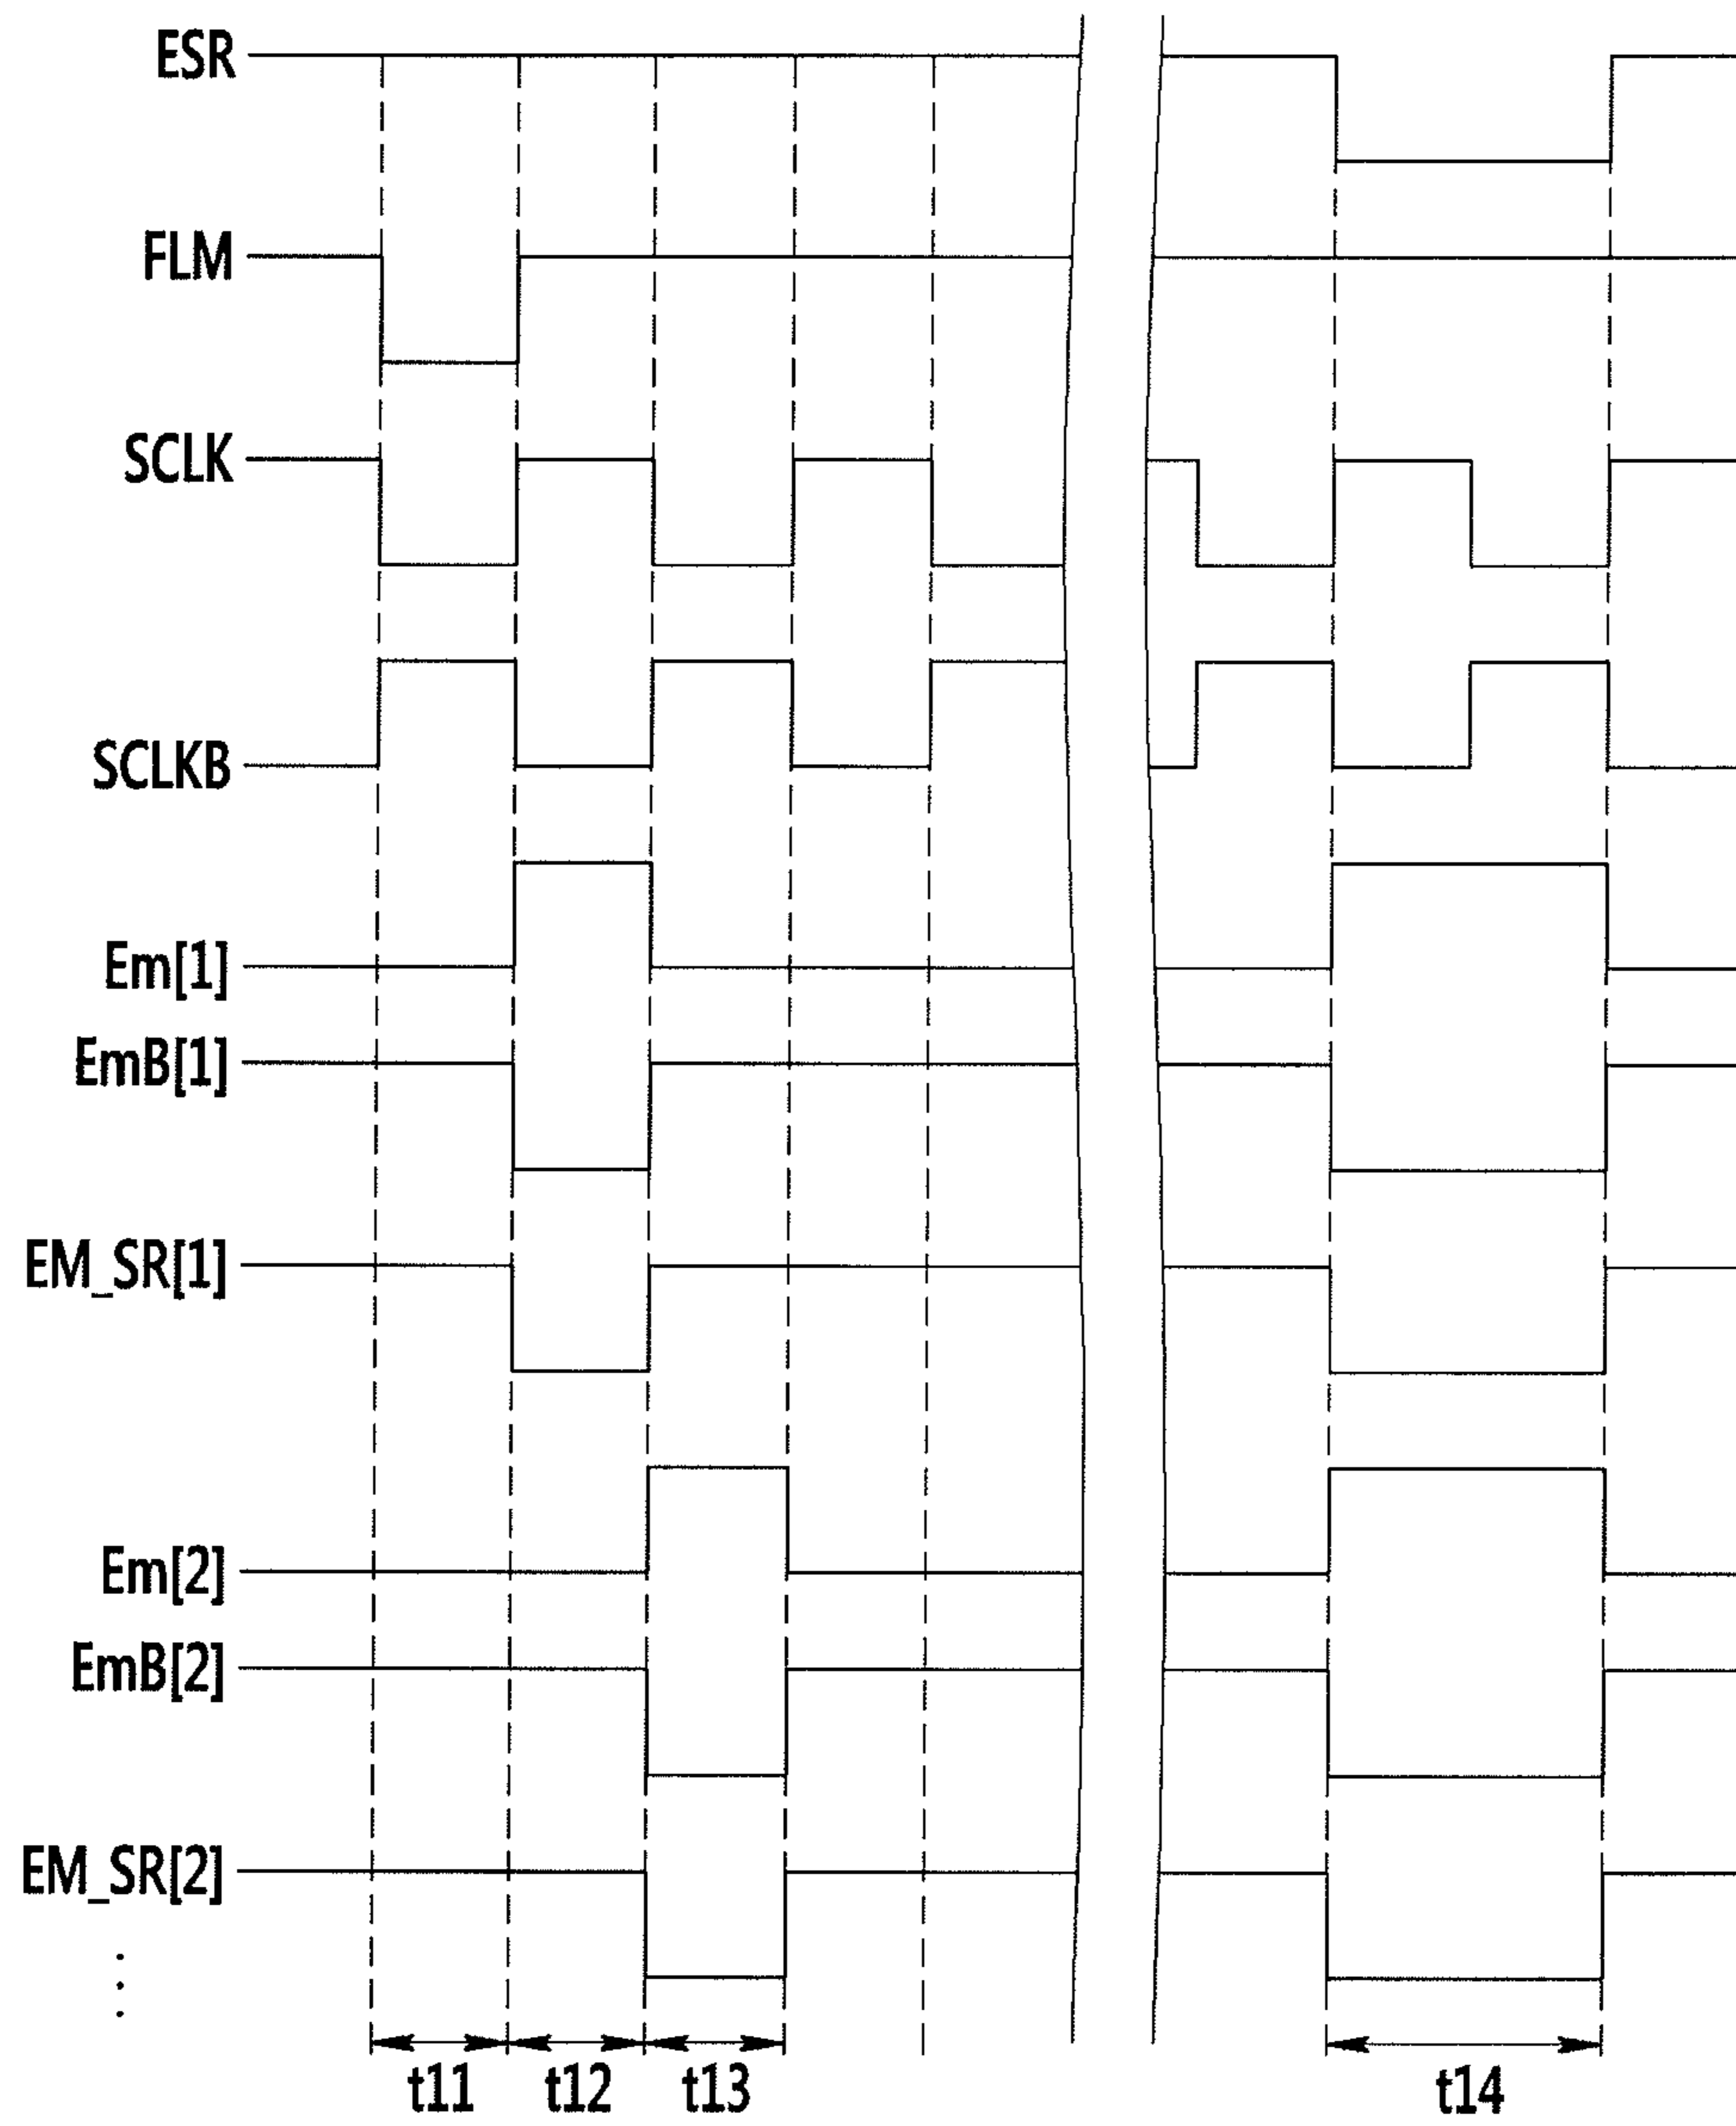 ESR
FLM
SCLK
SCLKB
Em[1]
EmB[1]
EM_SR[1]
Em[2]
EmB[2]
EM_SR[2]
t11 t12 t13 t14